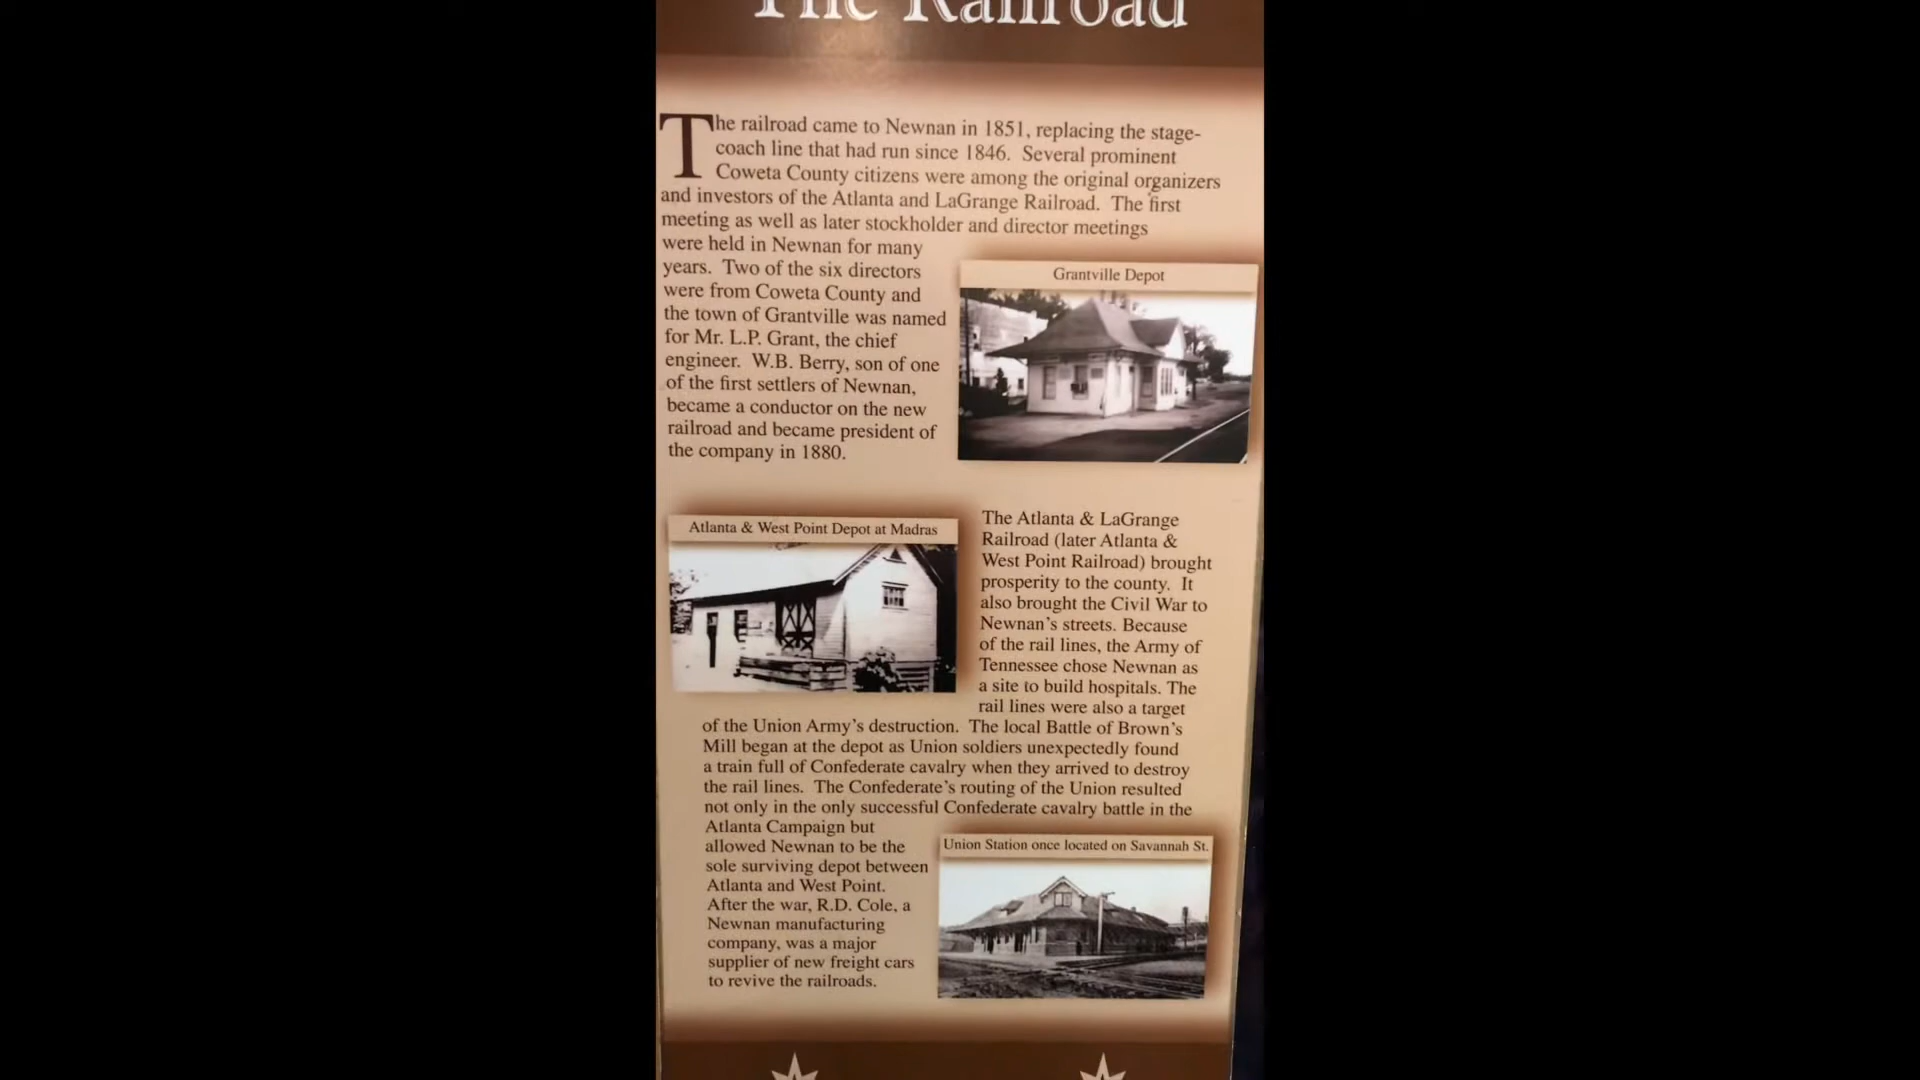 The Railroad
The railroad came to Newnan in 1851, replacing the stage-
coach line that had run since 1846. Several prominent
Coweta County citizens were among the original organizers
and investors of the Atlanta and LaGrange Railroad. The first
meeting as well as later stockholder and director meetings
were held in Newnan for many
years. Two of the six directors
were from Coweta County and
the town of Grantville was named
for Mr. L.P. Grant, the chief
engineer. W.B. Berry, son of one
of the first settlers of Newnan,
became a conductor on the new
railroad and became president of
the company in 1880.
Grantville Depot
Atlanta & West Point Depot at Madras
The Atlanta & LaGrange
Railroad (later Atlanta &
West Point Railroad) brought
prosperity to the county. It
also brought the Civil War to
Newnan's streets. Because
of the rail lines, the Army of
Tennessee chose Newnan as
a site to build hospitals. The
rail lines were also a target
of the Union Army's destruction. The local Battle of Brown's
Mill began at the depot as Union soldiers unexpectedly found
a train full of Confederate cavalry when they arrived to destroy
the rail lines. The Confederate's routing of the Union resulted
not only in the only successful Confederate cavalry battle in the
Atlanta Campaign but
allowed Newnan to be the
sole surviving depot between
Atlanta and West Point.
After the war, R.D. Cole, a
Newnan manufacturing
company, was a major
supplier of new freight cars
to revive the railroads.
Union Station once located on Savannah St.